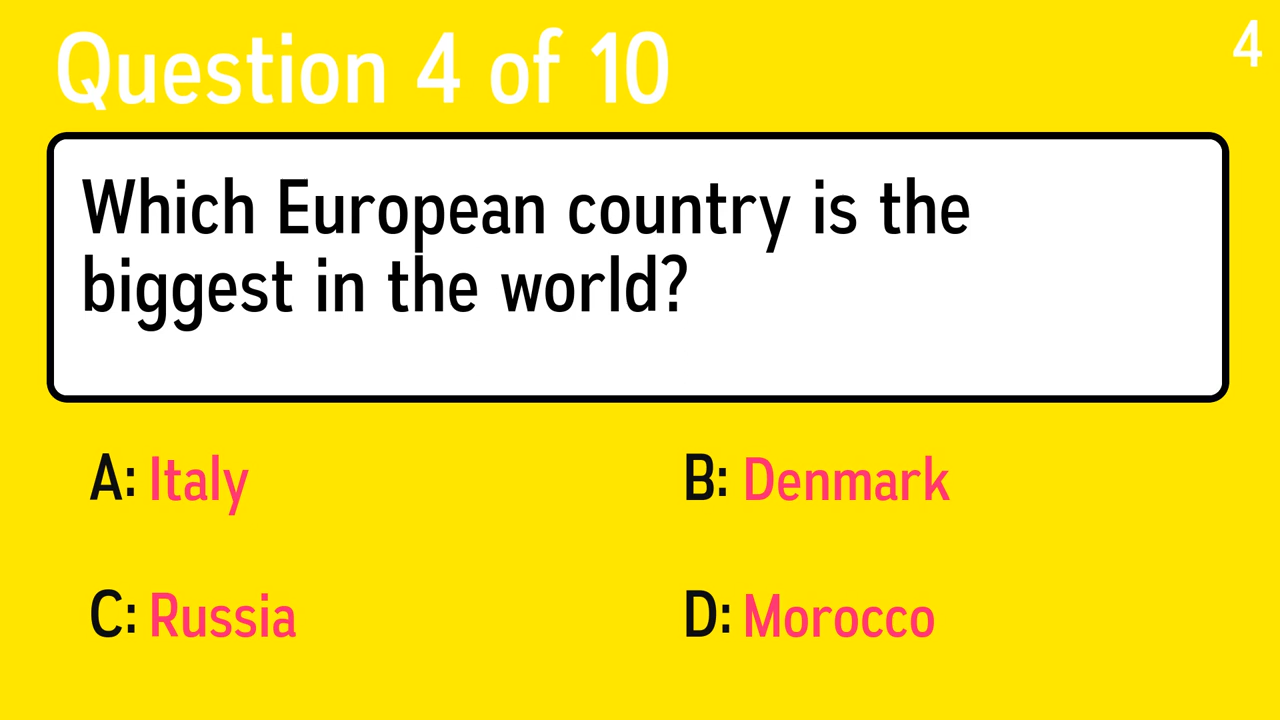 Question 4 of 10
4
Which European country is the
biggest in the world?
A: Italy
B: Denmark
C: Russia
D: Morocco